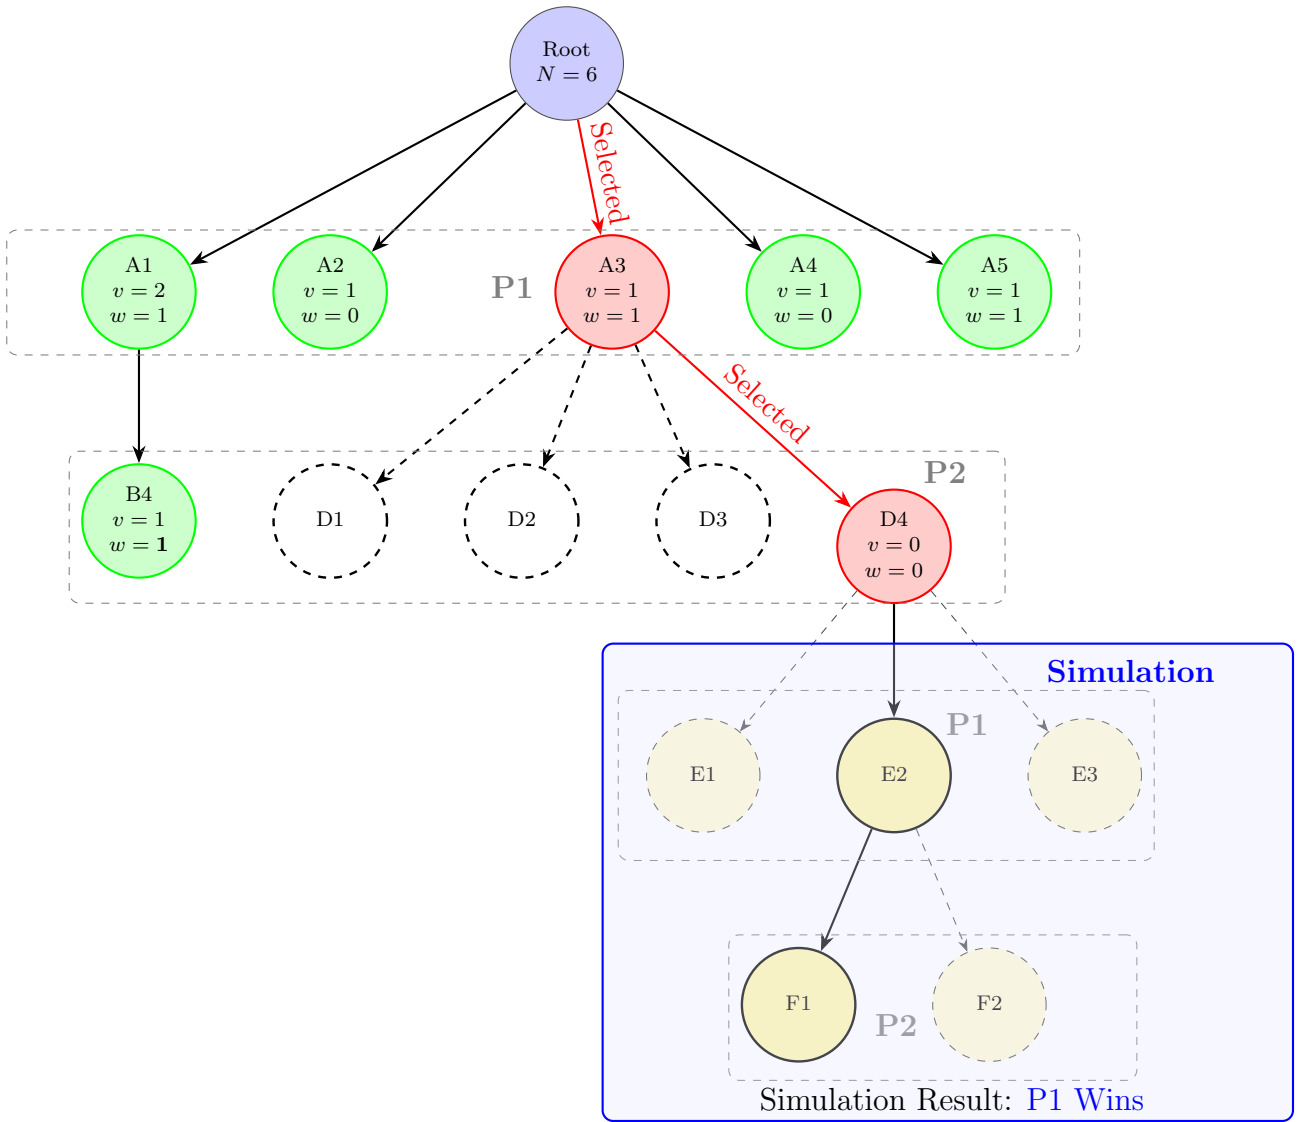 Root
N = 6
Selected
A1
v = 2
w = 1
A2
v = 1
w = 0
P1
A3
v = 1
w = 1
A4
v = 1
w = 0
A5
v = 1
w = 1
Selected
P2
B4
v = 1
w = 1
D1
D2
D3
D4
v = 0
w = 0
Simulation
P1
E1
E2
E3
F1
P2
F2
Simulation Result: P1 Wins